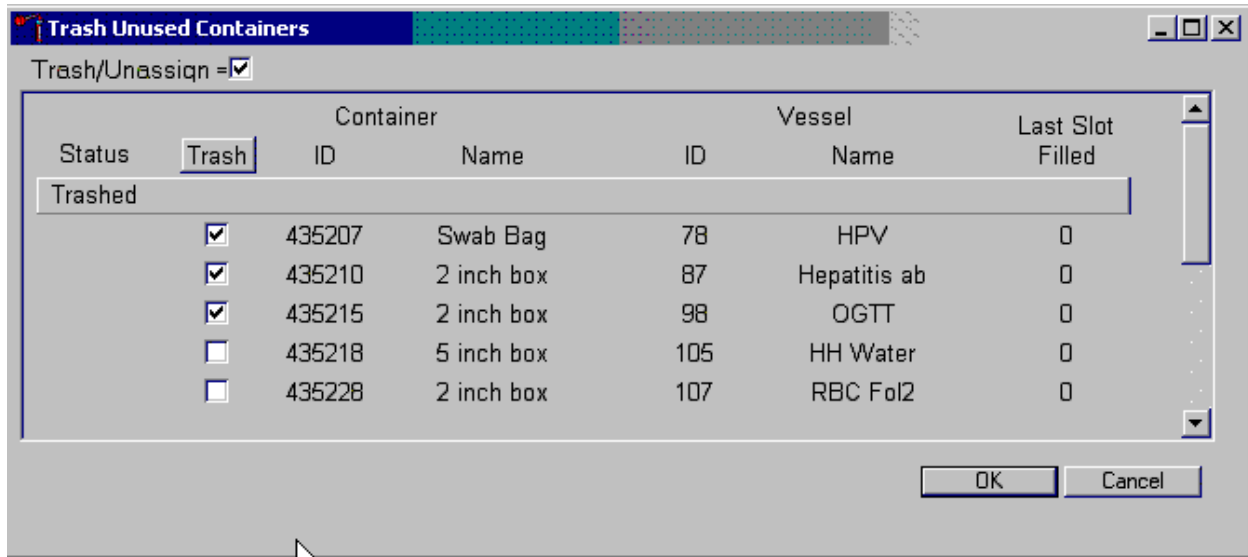 Trash Unused Containers
Trash/Unassign =
Container Vessel Last Slot
Status Trash ID Name ID Name Filled
Trashed
435207 Swab Bag 78 HPV 0
435210 2 inch box 87 Hepatitis ab 0
435215 2 inch box 98 OGTT 0
435218 5 inch box 105 HH Water 0
435228 2 inch box 107 RBC Fol2 0
OK Cancel